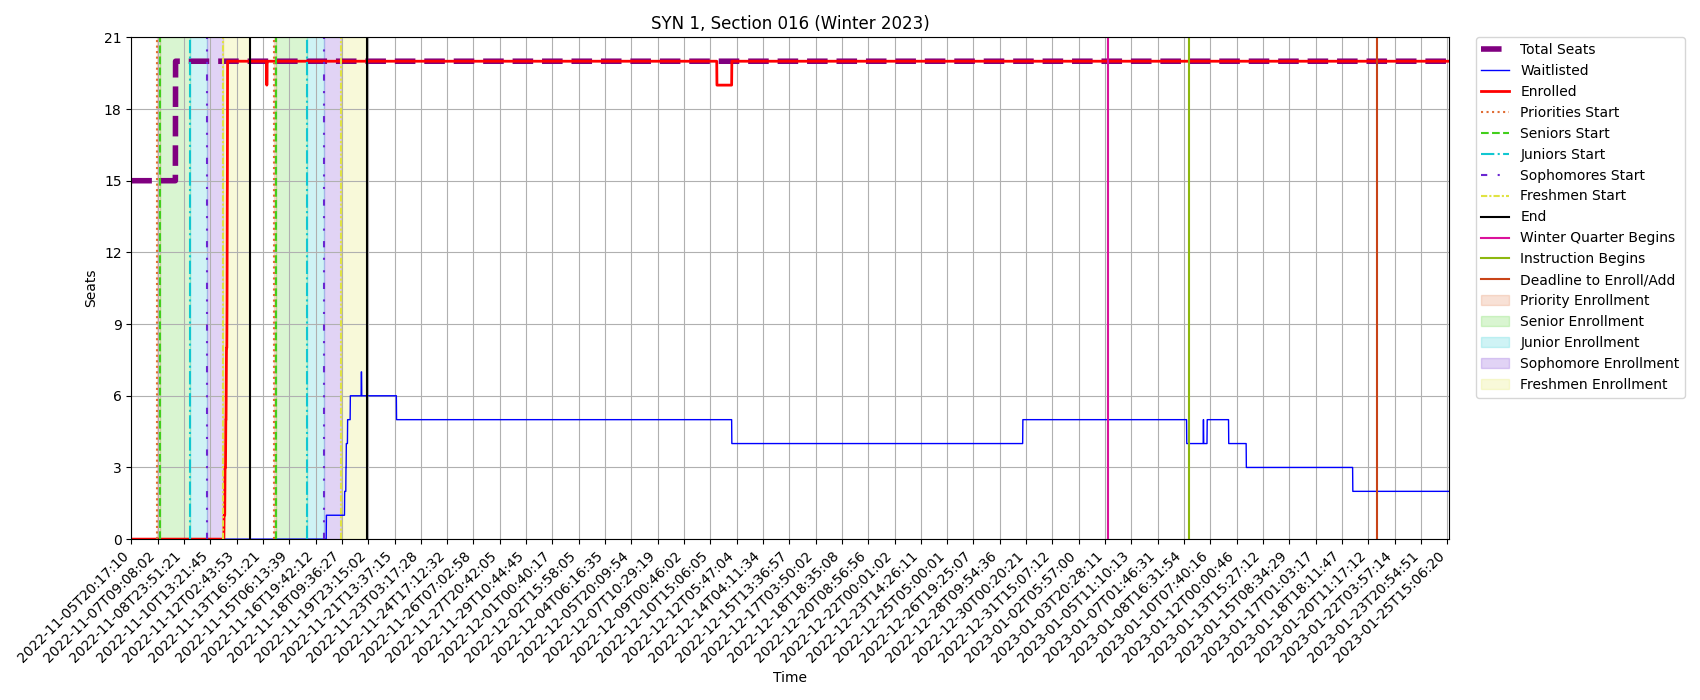 SYN 1, Section 016 (Winter 2023)
21
18
15
12
9
6
3
0
Seats
2022-11-05T20:17:10
2022-11-07T09:08:02
2022-11-08T23:51:21
2022-11-10T13:21:45
2022-11-12T02:43:53
2022-11-13T16:51:21
2022-11-15T06:13:39
2022-11-16T19:42:12
2022-11-18T09:36:27
2022-11-19T23:15:02
2022-11-21T13:37:15
2022-11-23T03:17:28
2022-11-24T17:12:32
2022-11-26T07:02:58
2022-11-27T20:42:05
2022-11-29T10:44:45
2022-12-01T00:40:17
2022-12-02T15:58:05
2022-12-04T06:16:35
2022-12-05T20:09:54
2022-12-07T10:29:19
2022-12-09T00:46:02
2022-12-10T15:06:05
2022-12-12T05:47:04
2022-12-14T04:11:34
2022-12-15T13:36:57
2022-12-17T03:50:02
2022-12-18T18:35:08
2022-12-20T08:56:56
2022-12-22T00:01:02
2022-12-23T14:26:11
2022-12-25T05:00:01
2022-12-26T19:25:07
2022-12-28T09:54:36
2022-12-30T00:20:21
2022-12-31T15:07:12
2023-01-02T05:57:00
2023-01-03T20:28:11
2023-01-05T11:10:13
2023-01-07T01:46:31
2023-01-08T16:31:54
2023-01-10T07:40:16
2023-01-12T00:00:46
2023-01-13T15:27:12
2023-01-15T08:34:29
2023-01-17T01:03:17
2023-01-18T18:11:47
2023-01-20T11:17:12
2023-01-22T03:57:14
2023-01-23T20:54:51
2023-01-25T15:06:20
Time
Total Seats
Waitlisted
Enrolled
Priorities Start
Seniors Start
Juniors Start
Sophomores Start
Freshmen Start
End
Winter Quarter Begins
Instruction Begins
Deadline to Enroll/Add
Priority Enrollment
Senior Enrollment
Junior Enrollment
Sophomore Enrollment
Freshmen Enrollment